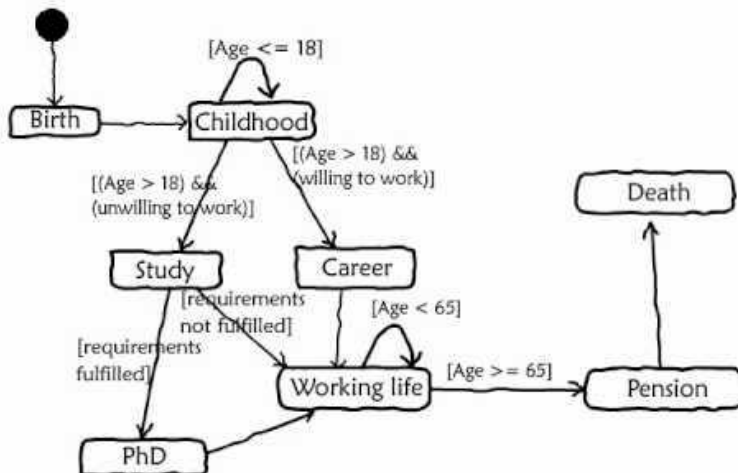 [Age <= 18]
Birth
Childhood
[(Age > 18) &&
(unwilling to work)]
[(Age > 18) &&
(willing to work)]
Death
Study
Career
[requirements
not fulfilled]
[Age < 65]
[requirements
fulfilled]
Working life
[Age >= 65]
Pension
PhD